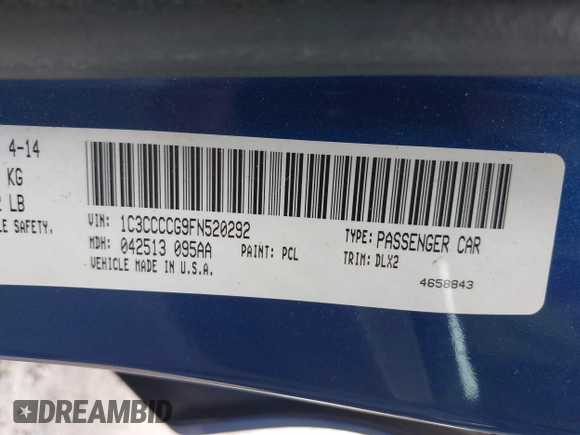 4-14
KG
LB
LE SAFETY,
VIN: 1C3CCCCG9FN520292
TYPE: PASSENGER CAR
MDH: 042513 095AA
PAINT: PCL
TRIM: DLX2
VEHICLE MADE IN U.S.A.
4658843
DREAMBID